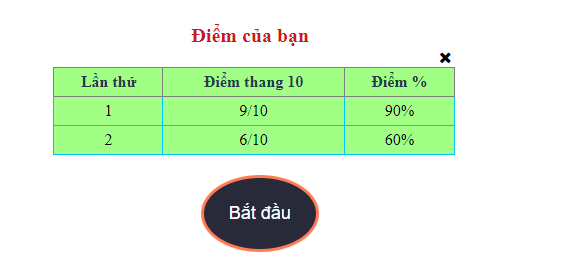 Điểm của bạn
✖
Lần thứ Điểm thang 10 Điểm %
1 9/10 90%
2 6/10 60%
Bắt đầu